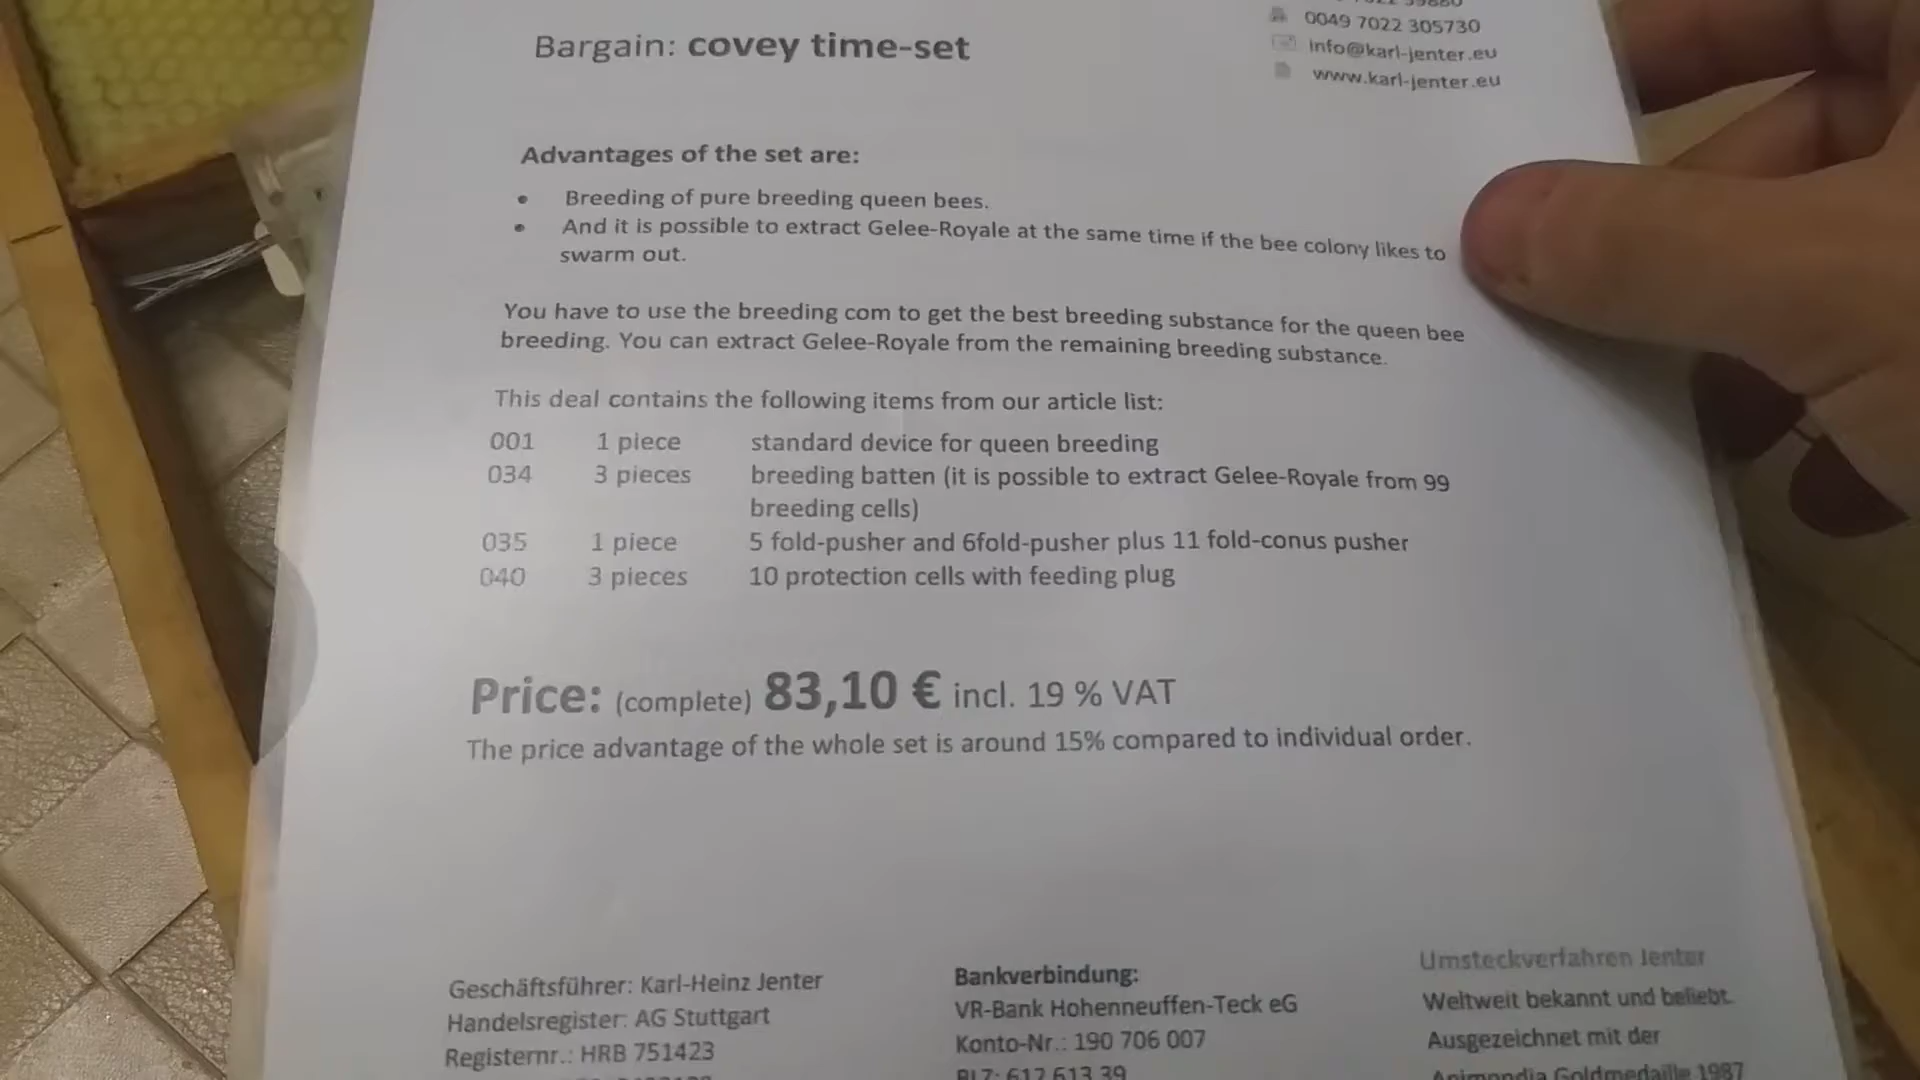 Bargain: covey time-set
0049 7022 305730
info@karl-jenter.eu
www.karl-jenter.eu
Advantages of the set are:
• Breeding of pure breeding queen bees.
• And it is possible to extract Gelee-Royale at the same time if the bee colony likes to
swarm out.
You have to use the breeding com to get the best breeding substance for the queen bee
breeding. You can extract Gelee-Royale from the remaining breeding substance.
This deal contains the following items from our article list:
001 1 piece standard device for queen breeding
034 3 pieces breeding batten (it is possible to extract Gelee-Royale from 99
breeding cells)
035 1 piece 5 fold-pusher and 6fold-pusher plus 11 fold-conus pusher
040 3 pieces 10 protection cells with feeding plug
Price: (complete) 83,10 € incl. 19 % VAT
The price advantage of the whole set is around 15% compared to individual order.
Geschäftsführer: Karl-Heinz Jenter
Handelsregister: AG Stuttgart
Registernr.: HRB 751423
Bankverbindung:
VR-Bank Hohenneuffen-Teck eG
Konto-Nr.: 190 706 007
BLZ: 612 613 39
Umsteckverfahren Jenter
Weltweit bekannt und beliebt.
Ausgezeichnet mit der
Apimondia Goldmedaille 1987